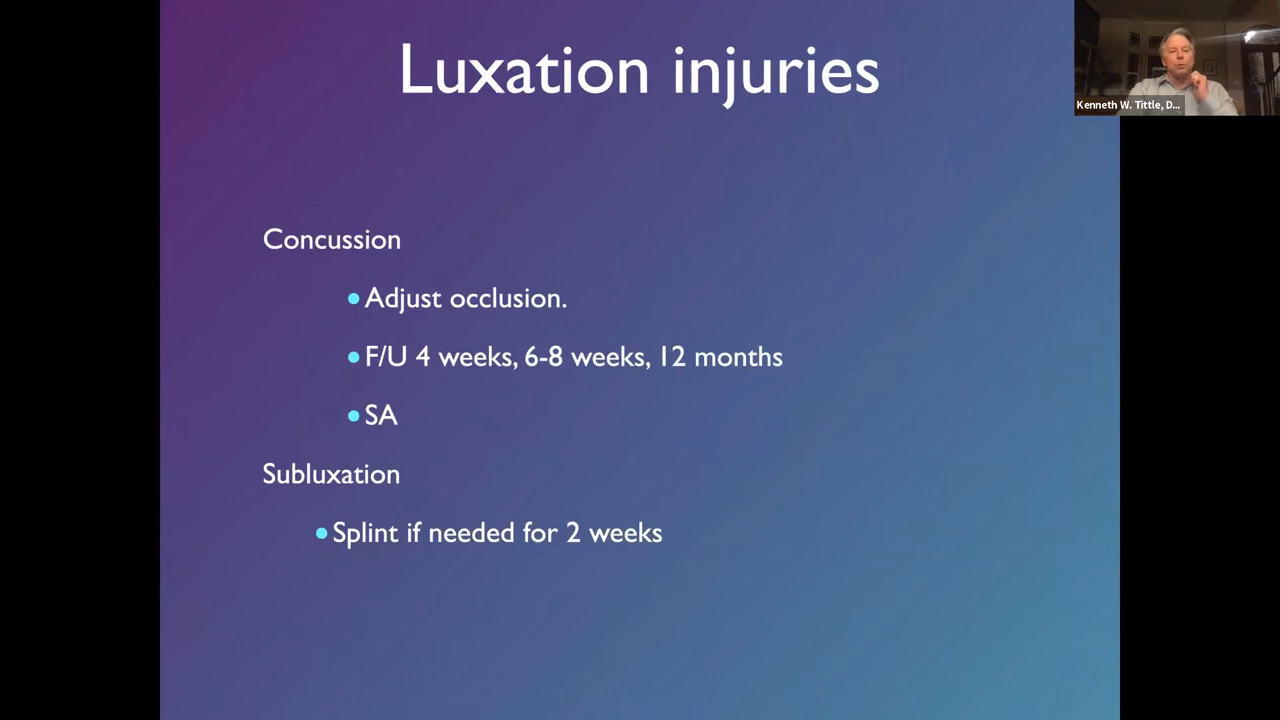 Luxation injuries
Kenneth W. Tittle, D...
Concussion
Adjust occlusion.
F/U 4 weeks, 6-8 weeks, 12 months
SA
Subluxation
Splint if needed for 2 weeks